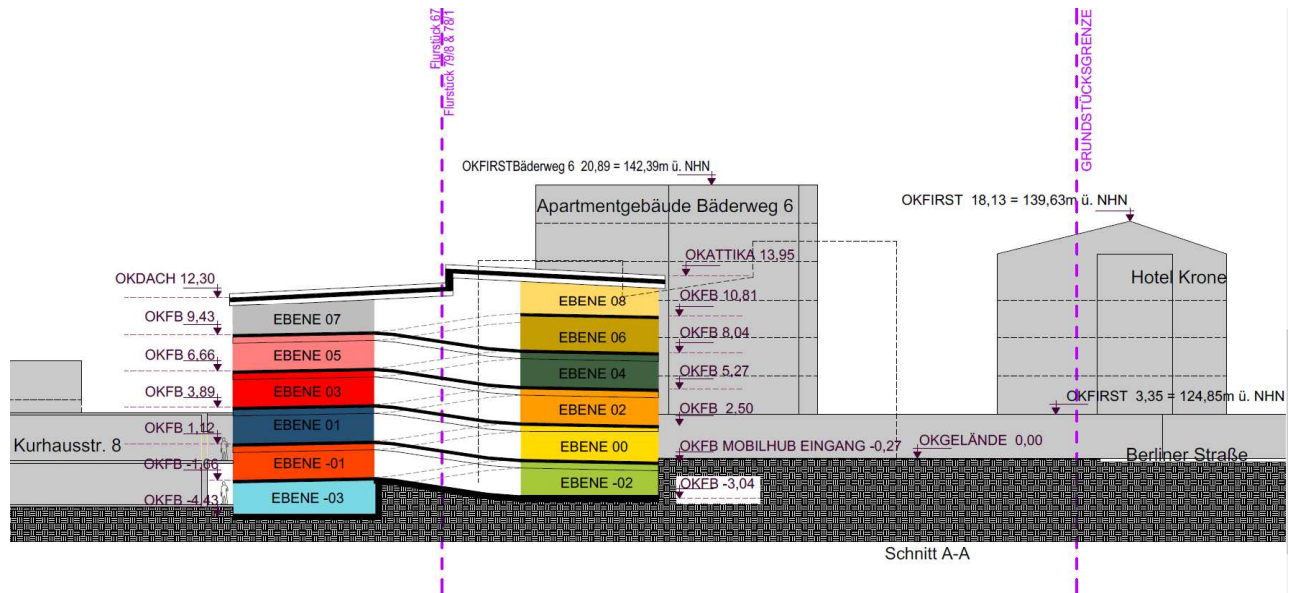 Flurstück 67
Flurstück 79/8 & 78/1
GRUNDSTÜCKSGRENZE
OKFIRSTBäderweg 6 20,89 = 142,39m ü. NHN
Apartmentgebäude Bäderweg 6
OKFIRST 18,13 = 139,63m ü. NHN
OKATTIKA 13,95
OKDACH 12,30
Hotel Krone
EBENE 08
OKFB 10,81
OKFB 9,43
EBENE 07
EBENE 06
OKFB 8,04
OKFB 6,66
EBENE 05
EBENE 04
OKFB 5,27
OKFB 3,89
EBENE 03
EBENE 02
OKFB 2.50
OKFIRST 3,35 = 124,85m ü. NHN
OKFB 1,12
EBENE 01
EBENE 00
OKFB MOBILHUB EINGANG -0,27
OKGELÄNDE 0,00
Kurhausstr. 8
Berliner Straße
OKFB -1,66
EBENE -01
EBENE -02
OKFB -3,04
OKFB -4,43
EBENE -03
Schnitt A-A